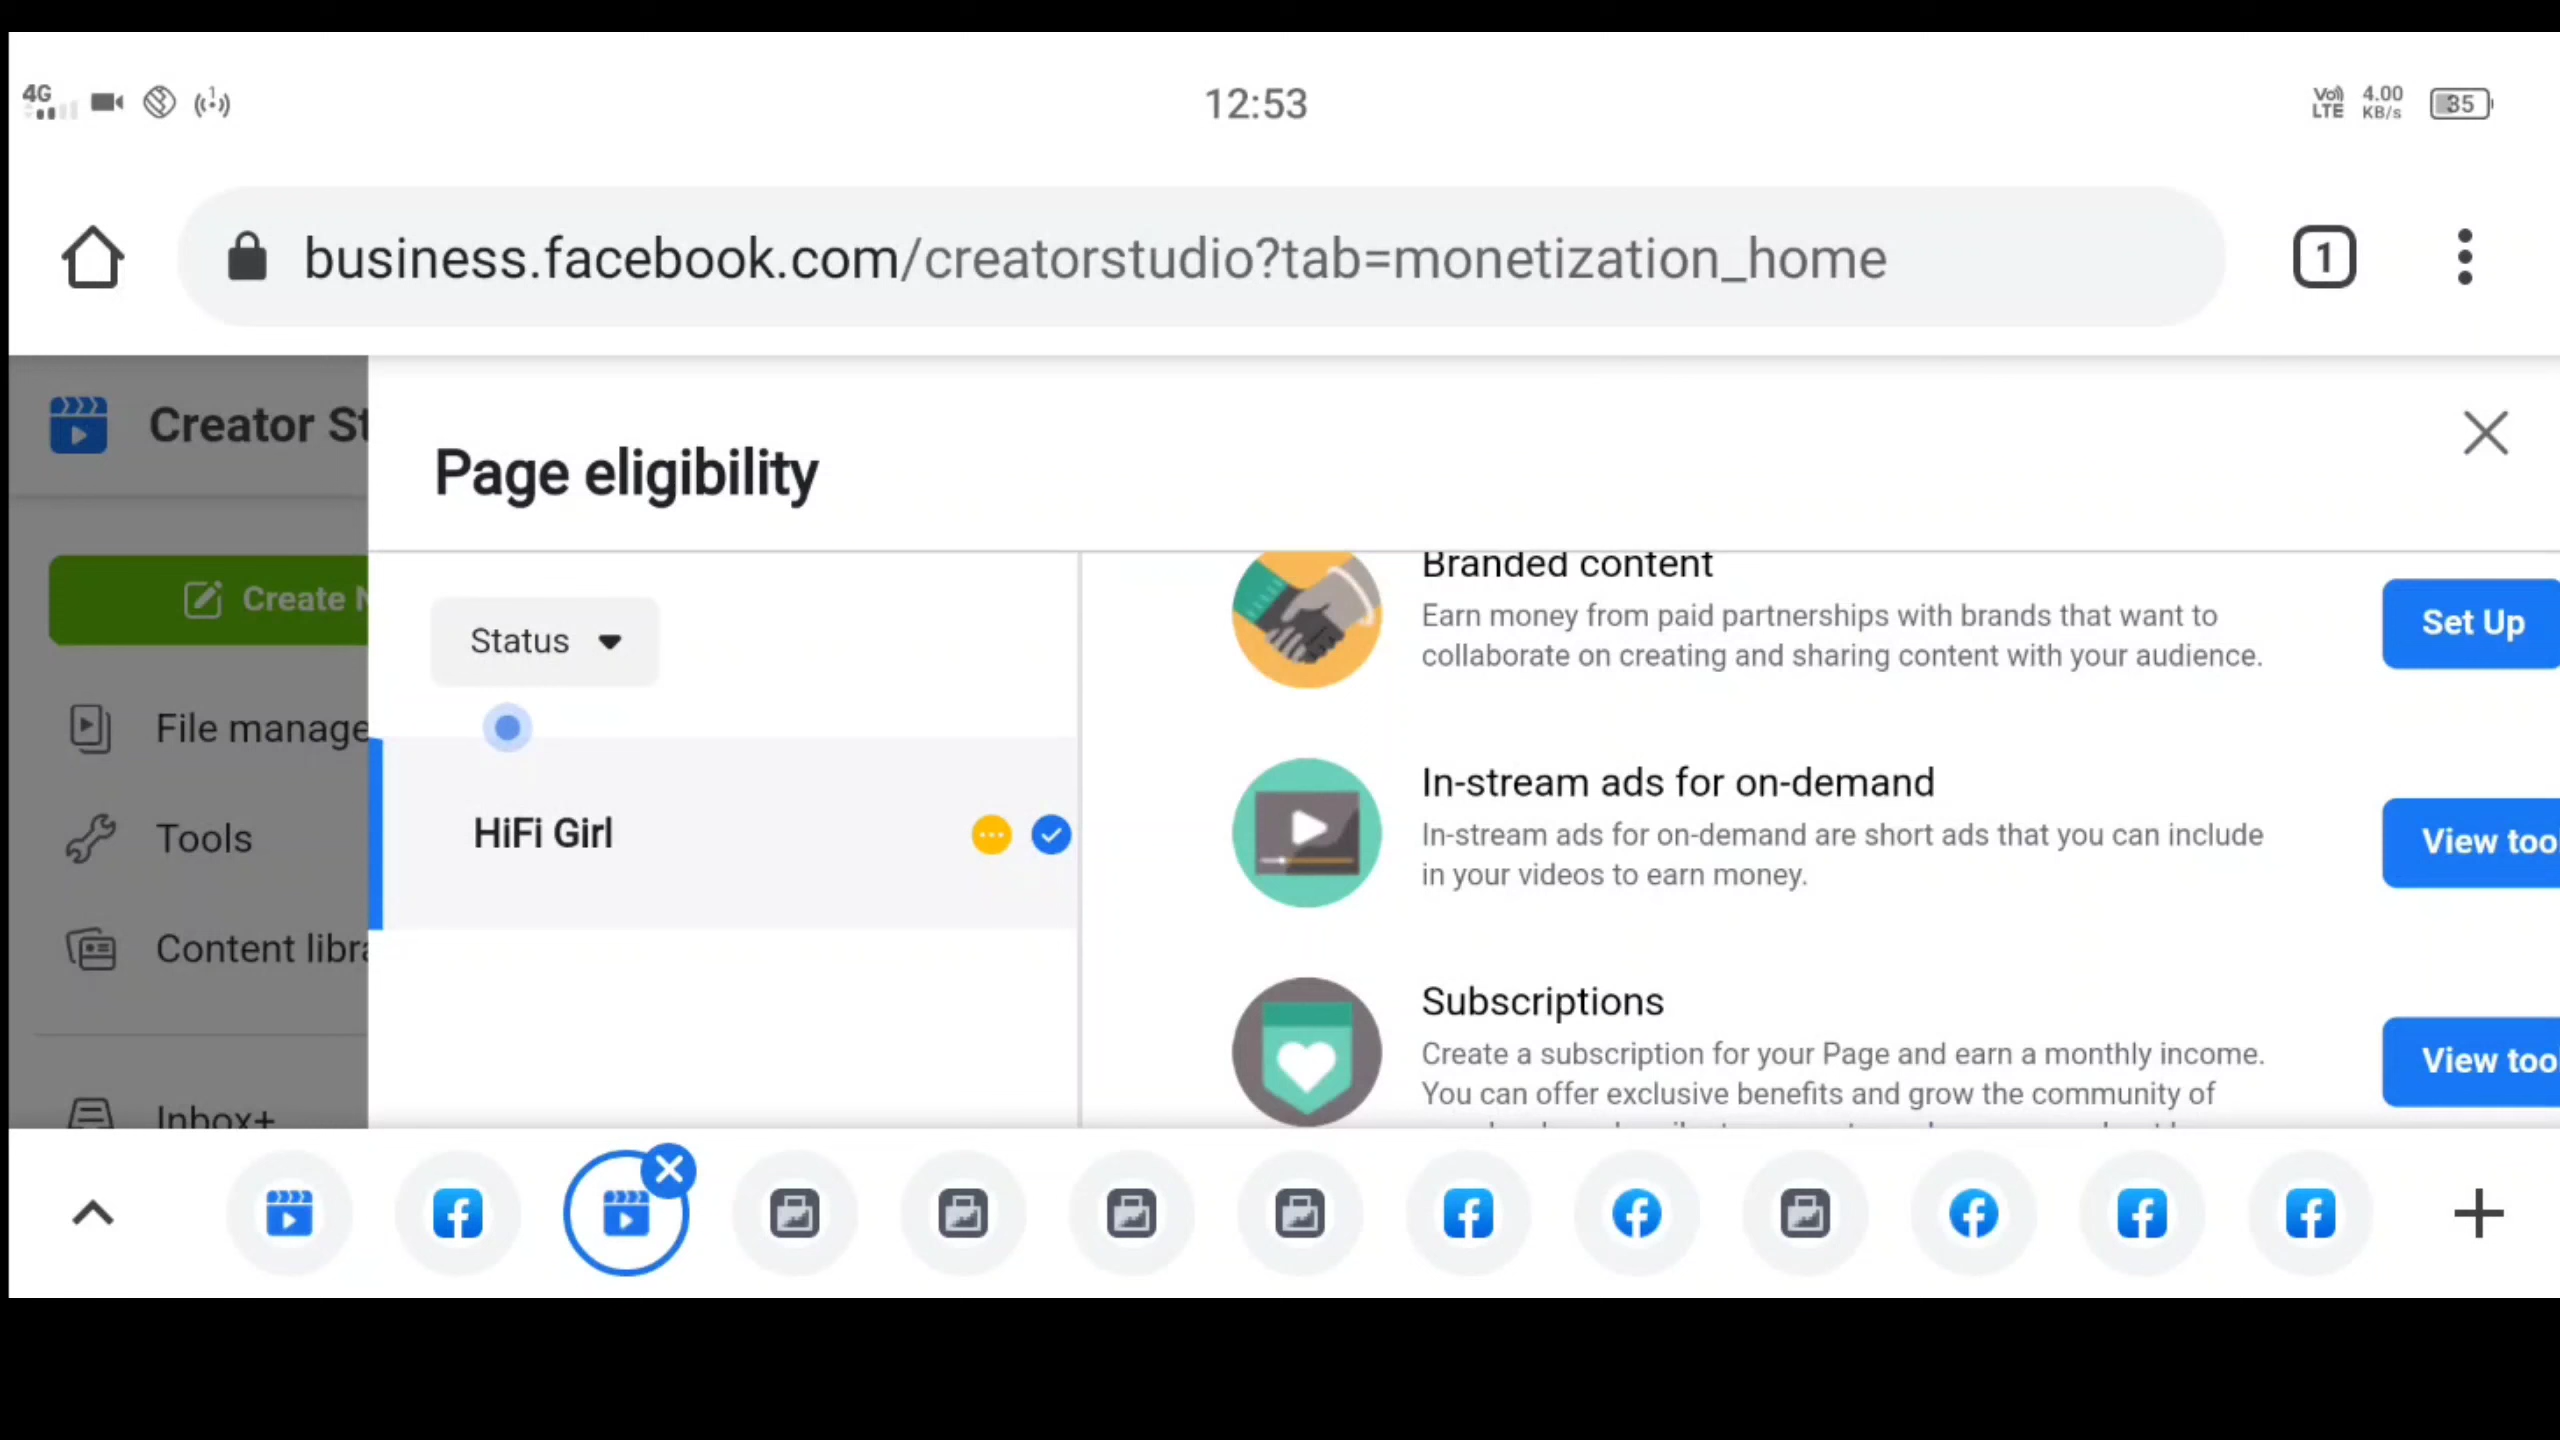 4G
12:53
Vo)) LTE
4.00 KB/s
35
business.facebook.com/creatorstudio?tab=monetization_home
1
Creator St
Page eligibility
Create N
File manage
Tools
Content libra
Inbox+
Status
HiFi Girl
Branded content
Earn money from paid partnerships with brands that want to
collaborate on creating and sharing content with your audience.
Set Up
In-stream ads for on-demand
In-stream ads for on-demand are short ads that you can include
in your videos to earn money.
View too
Subscriptions
Create a subscription for your Page and earn a monthly income.
You can offer exclusive benefits and grow the community of
View too